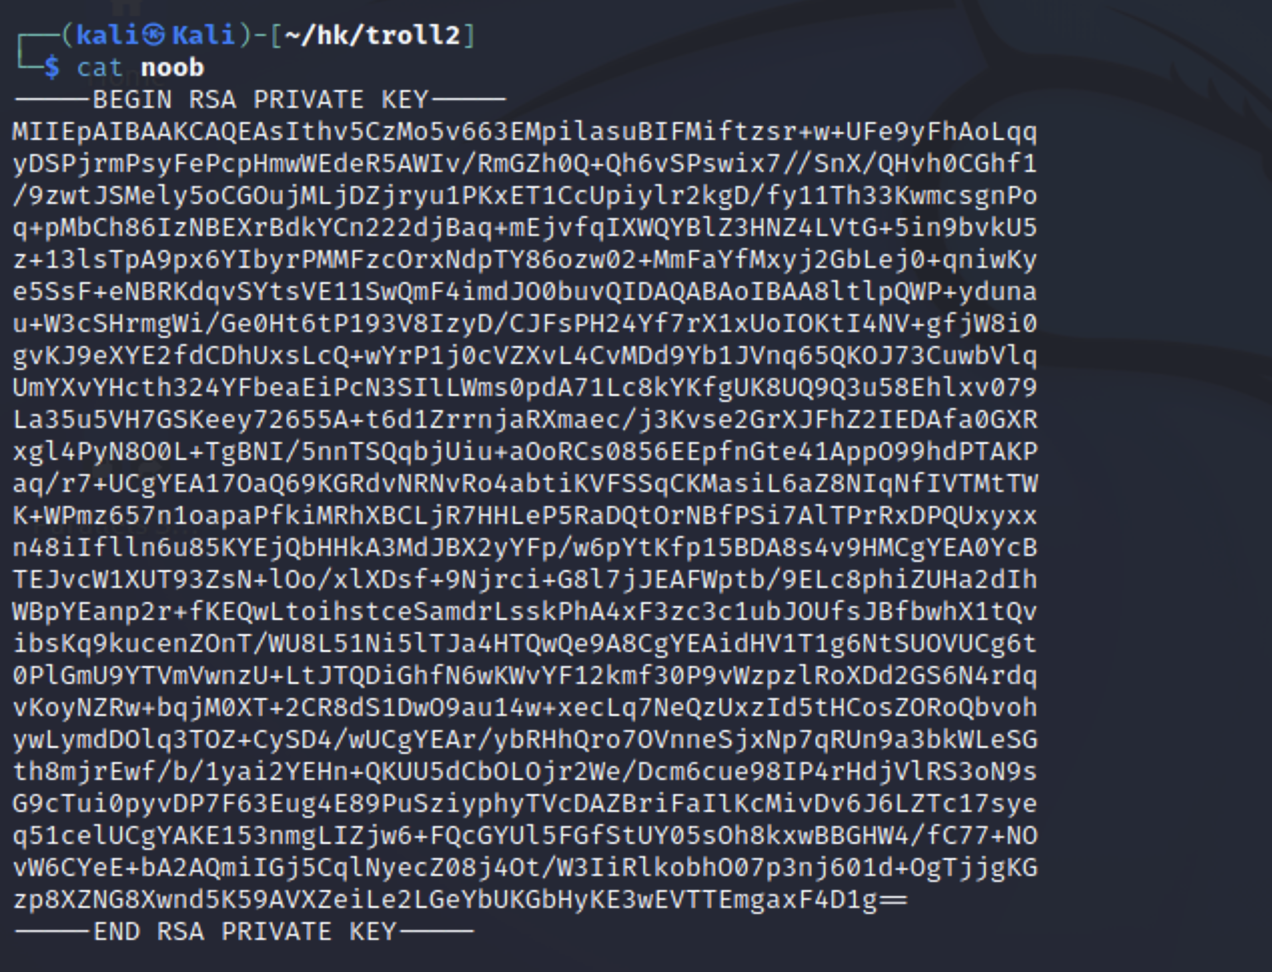 ┌──(kali㉿Kali)-[~/hk/troll2]
└─$ cat noob
-----BEGIN RSA PRIVATE KEY-----
MIIEpAIBAAKCAQEAsIthv5CzMo5v663EMpilasuBIFMiftzsr+w+UFe9yFhAoLqq
yDSPjrmPsyFePcpHmwWEdeR5AWIv/RmGZh0Q+Qh6vSPswix7//SnX/QHvh0CGhf1
/9zwtJSMely5oCGOujMLjDZjryu1PKxET1CcUpiylr2kgD/fy11Th33KwmcsgnPo
q+pMbCh86IzNBEXrBdkYCn222djBaq+mEjvfqIXWQYBlZ3HNZ4LVtG+5in9bvkU5
z+13lsTpA9px6YIbyrPMMFzcOrxNdpTY86ozw02+MmFaYfMxyj2GbLej0+qniwKy
e5SsF+eNBRKdqvSYtsVE11SwQmF4imdJO0buvQIDAQABAoIBAA8ltlpQWP+yduna
u+W3cSHrmgWi/Ge0Ht6tP193V8IzyD/CJFsPH24Yf7rX1xUoIOKtI4NV+gfjW8i0
gvKJ9eXYE2fdCDhUxsLcQ+wYrP1j0cVZXvL4CvMDd9Yb1JVnq65QKOJ73CuwbVlq
UmYXvYHcth324YFbeaEiPcN3SIlLWms0pdA71Lc8kYKfgUK8UQ9Q3u58Ehlxv079
La35u5VH7GSKeey72655A+t6d1ZrrnjaRXmaec/j3Kvse2GrXJFhZ2IEDAfa0GXR
xgl4PyN8O0L+TgBNI/5nnTSQqbjUiu+aOoRCs0856EEpfnGte41AppO99hdPTAKP
aq/r7+UCgYEA17OaQ69KGRdvNRNvRo4abtiKVFSSqCKMasiL6aZ8NIqNfIVTMtTW
K+WPmz657n1oapaPfkiMRhXBCLjR7HHLeP5RaDQtOrNBfPSi7AlTPrRxDPQUxyxx
n48iIflln6u85KYEjQbHHkA3MdJBX2yYFp/w6pYtKfp15BDA8s4v9HMCgYEA0YcB
TEJvcW1XUT93ZsN+lOo/xlXDsf+9Njrci+G8l7jJEAFWptb/9ELc8phiZUHa2dIh
WBpYEanp2r+fKEQwLtoihstceSamdrLsskPhA4xF3zc3c1ubJOUfsJBfbwhX1tQv
ibsKq9kucenZOnT/WU8L51Ni5lTJa4HTQwQe9A8CgYEAidHV1T1g6NtSUOVUCg6t
0PlGmU9YTVmVwnzU+LtJTQDiGhfN6wKWvYF12kmf30P9vWzpzlRoXDd2GS6N4rdq
vKoyNZRw+bqjM0XT+2CR8dS1DwO9au14w+xecLq7NeQzUxzId5tHCosZORoQbvoh
ywLymdDOlq3TOZ+CySD4/wUCgYEAr/ybRHhQro7OVnneSjxNp7qRUn9a3bkWLeSG
th8mjrEwf/b/1yai2YEHn+QKUU5dCbOLOjr2We/Dcm6cue98IP4rHdjVlRS3oN9s
G9cTui0pyvDP7F63Eug4E89PuSziyphyTVcDAZBriFaIlKcMivDv6J6LZTc17sye
q51celUCgYAKE153nmgLIZjw6+FQcGYUl5FGfStUY05sOh8kxwBBGHW4/fC77+NO
vW6CYeE+bA2AQmiIGj5CqlNyecZ08j4Ot/W3IiRlkobhO07p3nj601d+OgTjjgKG
zp8XZNG8Xwnd5K59AVXZeiLe2LGeYbUKGbHyKE3wEVTTEmgaxF4D1g==
-----END RSA PRIVATE KEY-----